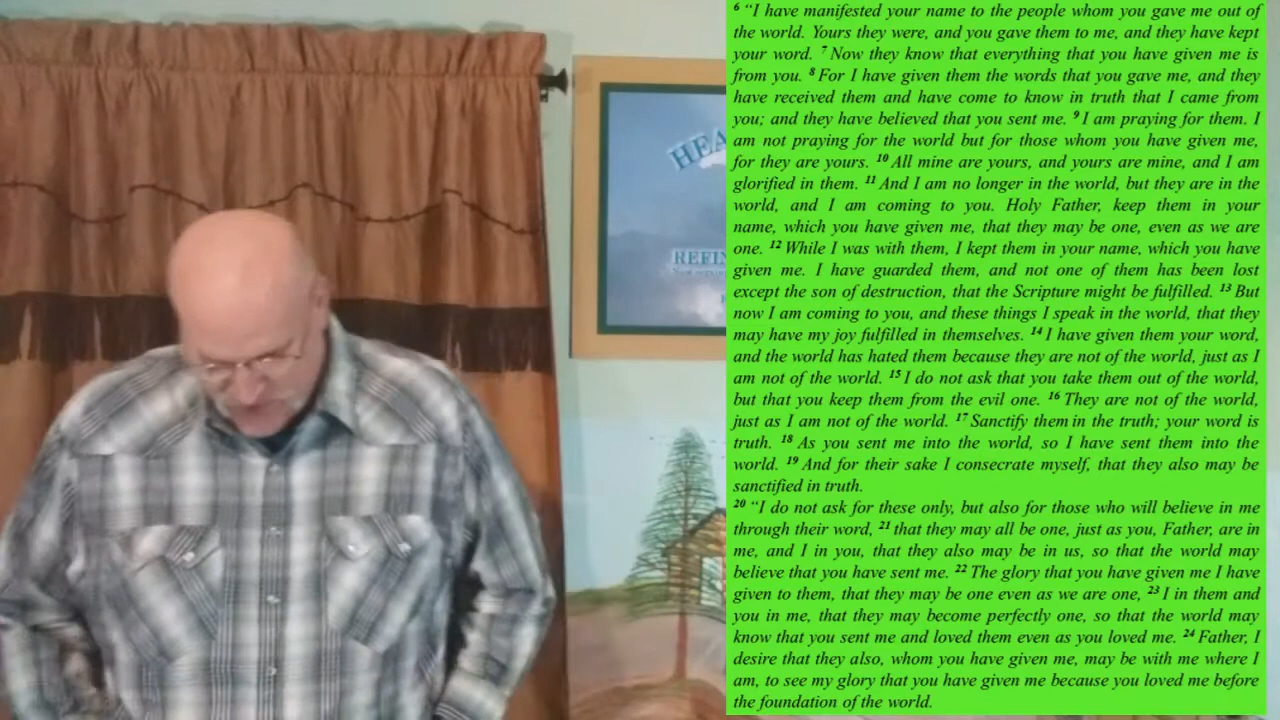 HEA
REFIN
6 “I have manifested your name to the people whom you gave me out of
the world. Yours they were, and you gave them to me, and they have kept
your word. 7 Now they know that everything that you have given me is
from you. 8 For I have given them the words that you gave me, and they
have received them and have come to know in truth that I came from
you; and they have believed that you sent me. 9 I am praying for them. I
am not praying for the world but for those whom you have given me,
for they are yours. 10 All mine are yours, and yours are mine, and I am
glorified in them. 11 And I am no longer in the world, but they are in the
world, and I am coming to you. Holy Father, keep them in your
name, which you have given me, that they may be one, even as we are
one. 12 While I was with them, I kept them in your name, which you have
given me. I have guarded them, and not one of them has been lost
except the son of destruction, that the Scripture might be fulfilled. 13 But
now I am coming to you, and these things I speak in the world, that they
may have my joy fulfilled in themselves. 14 I have given them your word,
and the world has hated them because they are not of the world, just as I
am not of the world. 15 I do not ask that you take them out of the world,
but that you keep them from the evil one. 16 They are not of the world,
just as I am not of the world. 17 Sanctify them in the truth; your word is
truth. 18 As you sent me into the world, so I have sent them into the
world. 19 And for their sake I consecrate myself, that they also may be
sanctified in truth.
20 “I do not ask for these only, but also for those who will believe in me
through their word, 21 that they may all be one, just as you, Father, are in
me, and I in you, that they also may be in us, so that the world may
believe that you have sent me. 22 The glory that you have given me I have
given to them, that they may be one even as we are one, 23 I in them and
you in me, that they may become perfectly one, so that the world may
know that you sent me and loved them even as you loved me. 24 Father, I
desire that they also, whom you have given me, may be with me where I
am, to see my glory that you have given me because you loved me before
the foundation of the world.